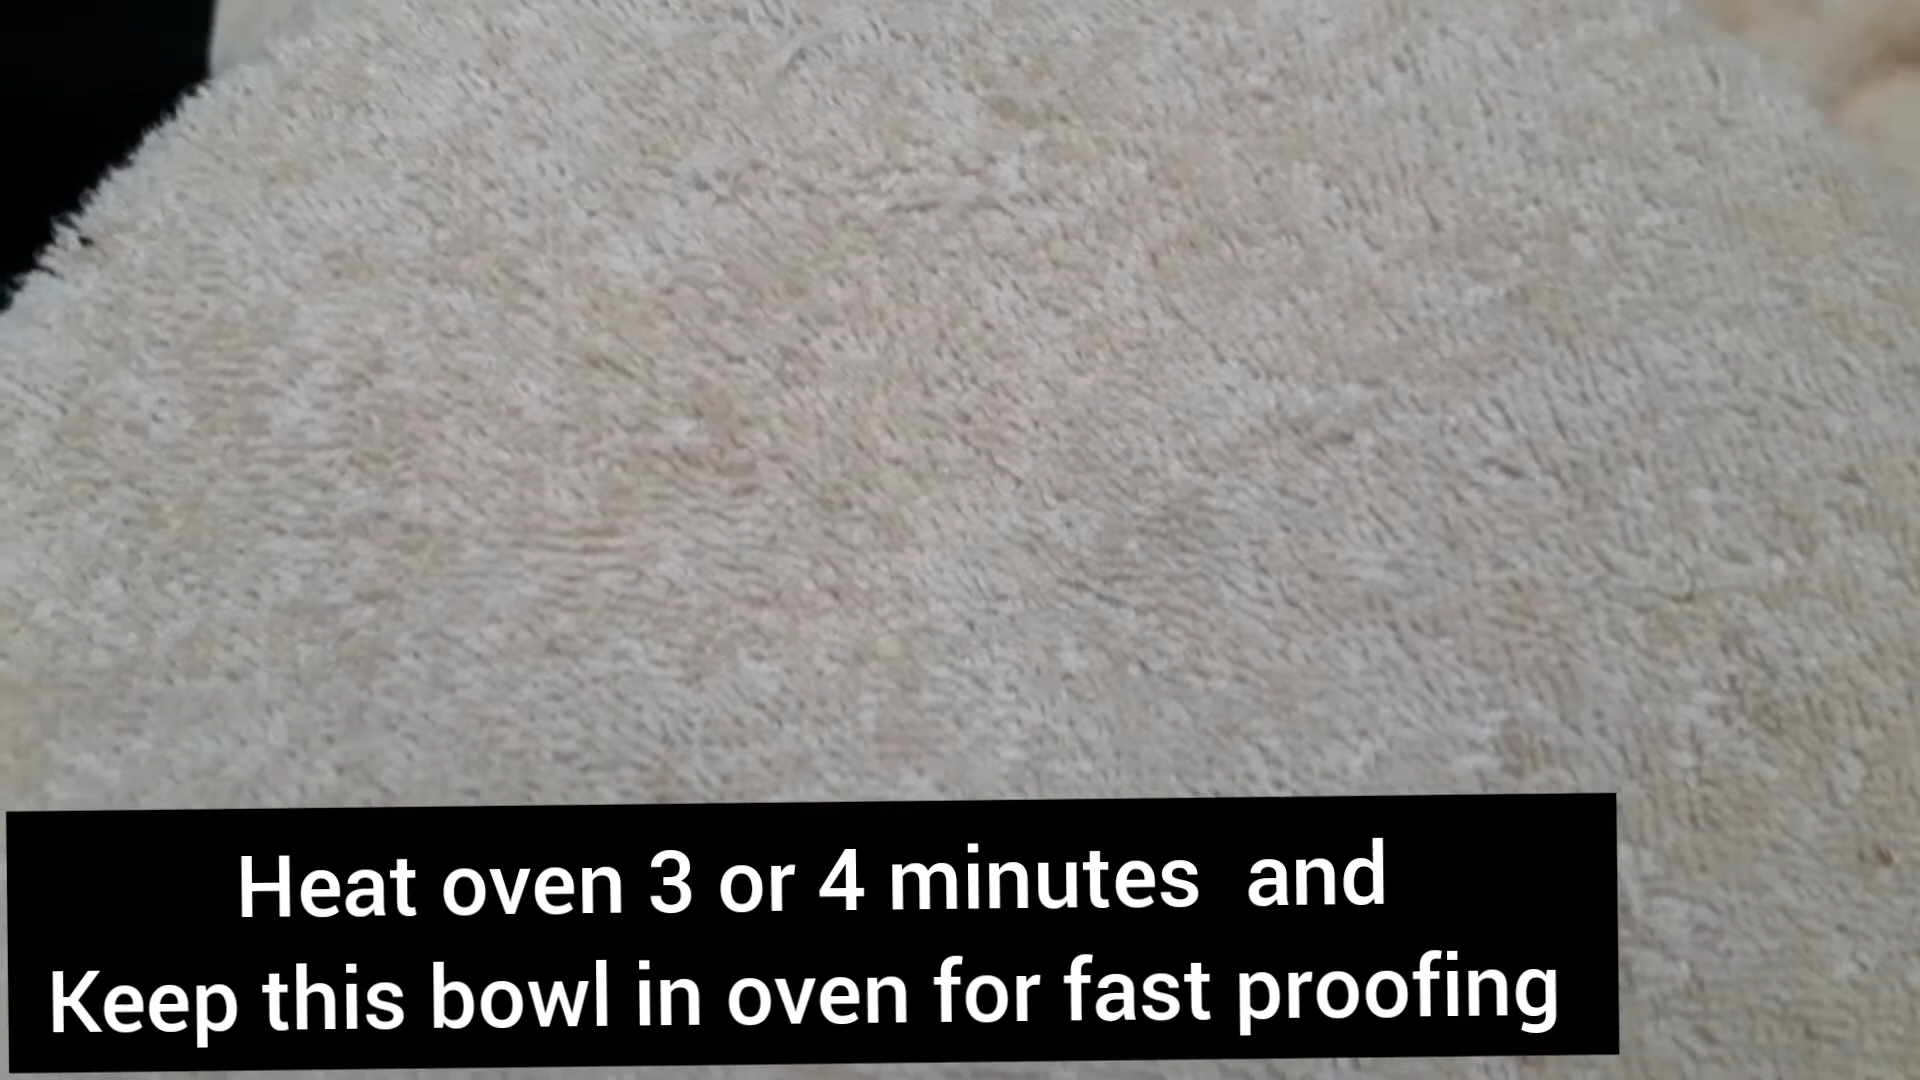 Heat oven 3 or 4 minutes  and
Keep this bowl in oven for fast proofing